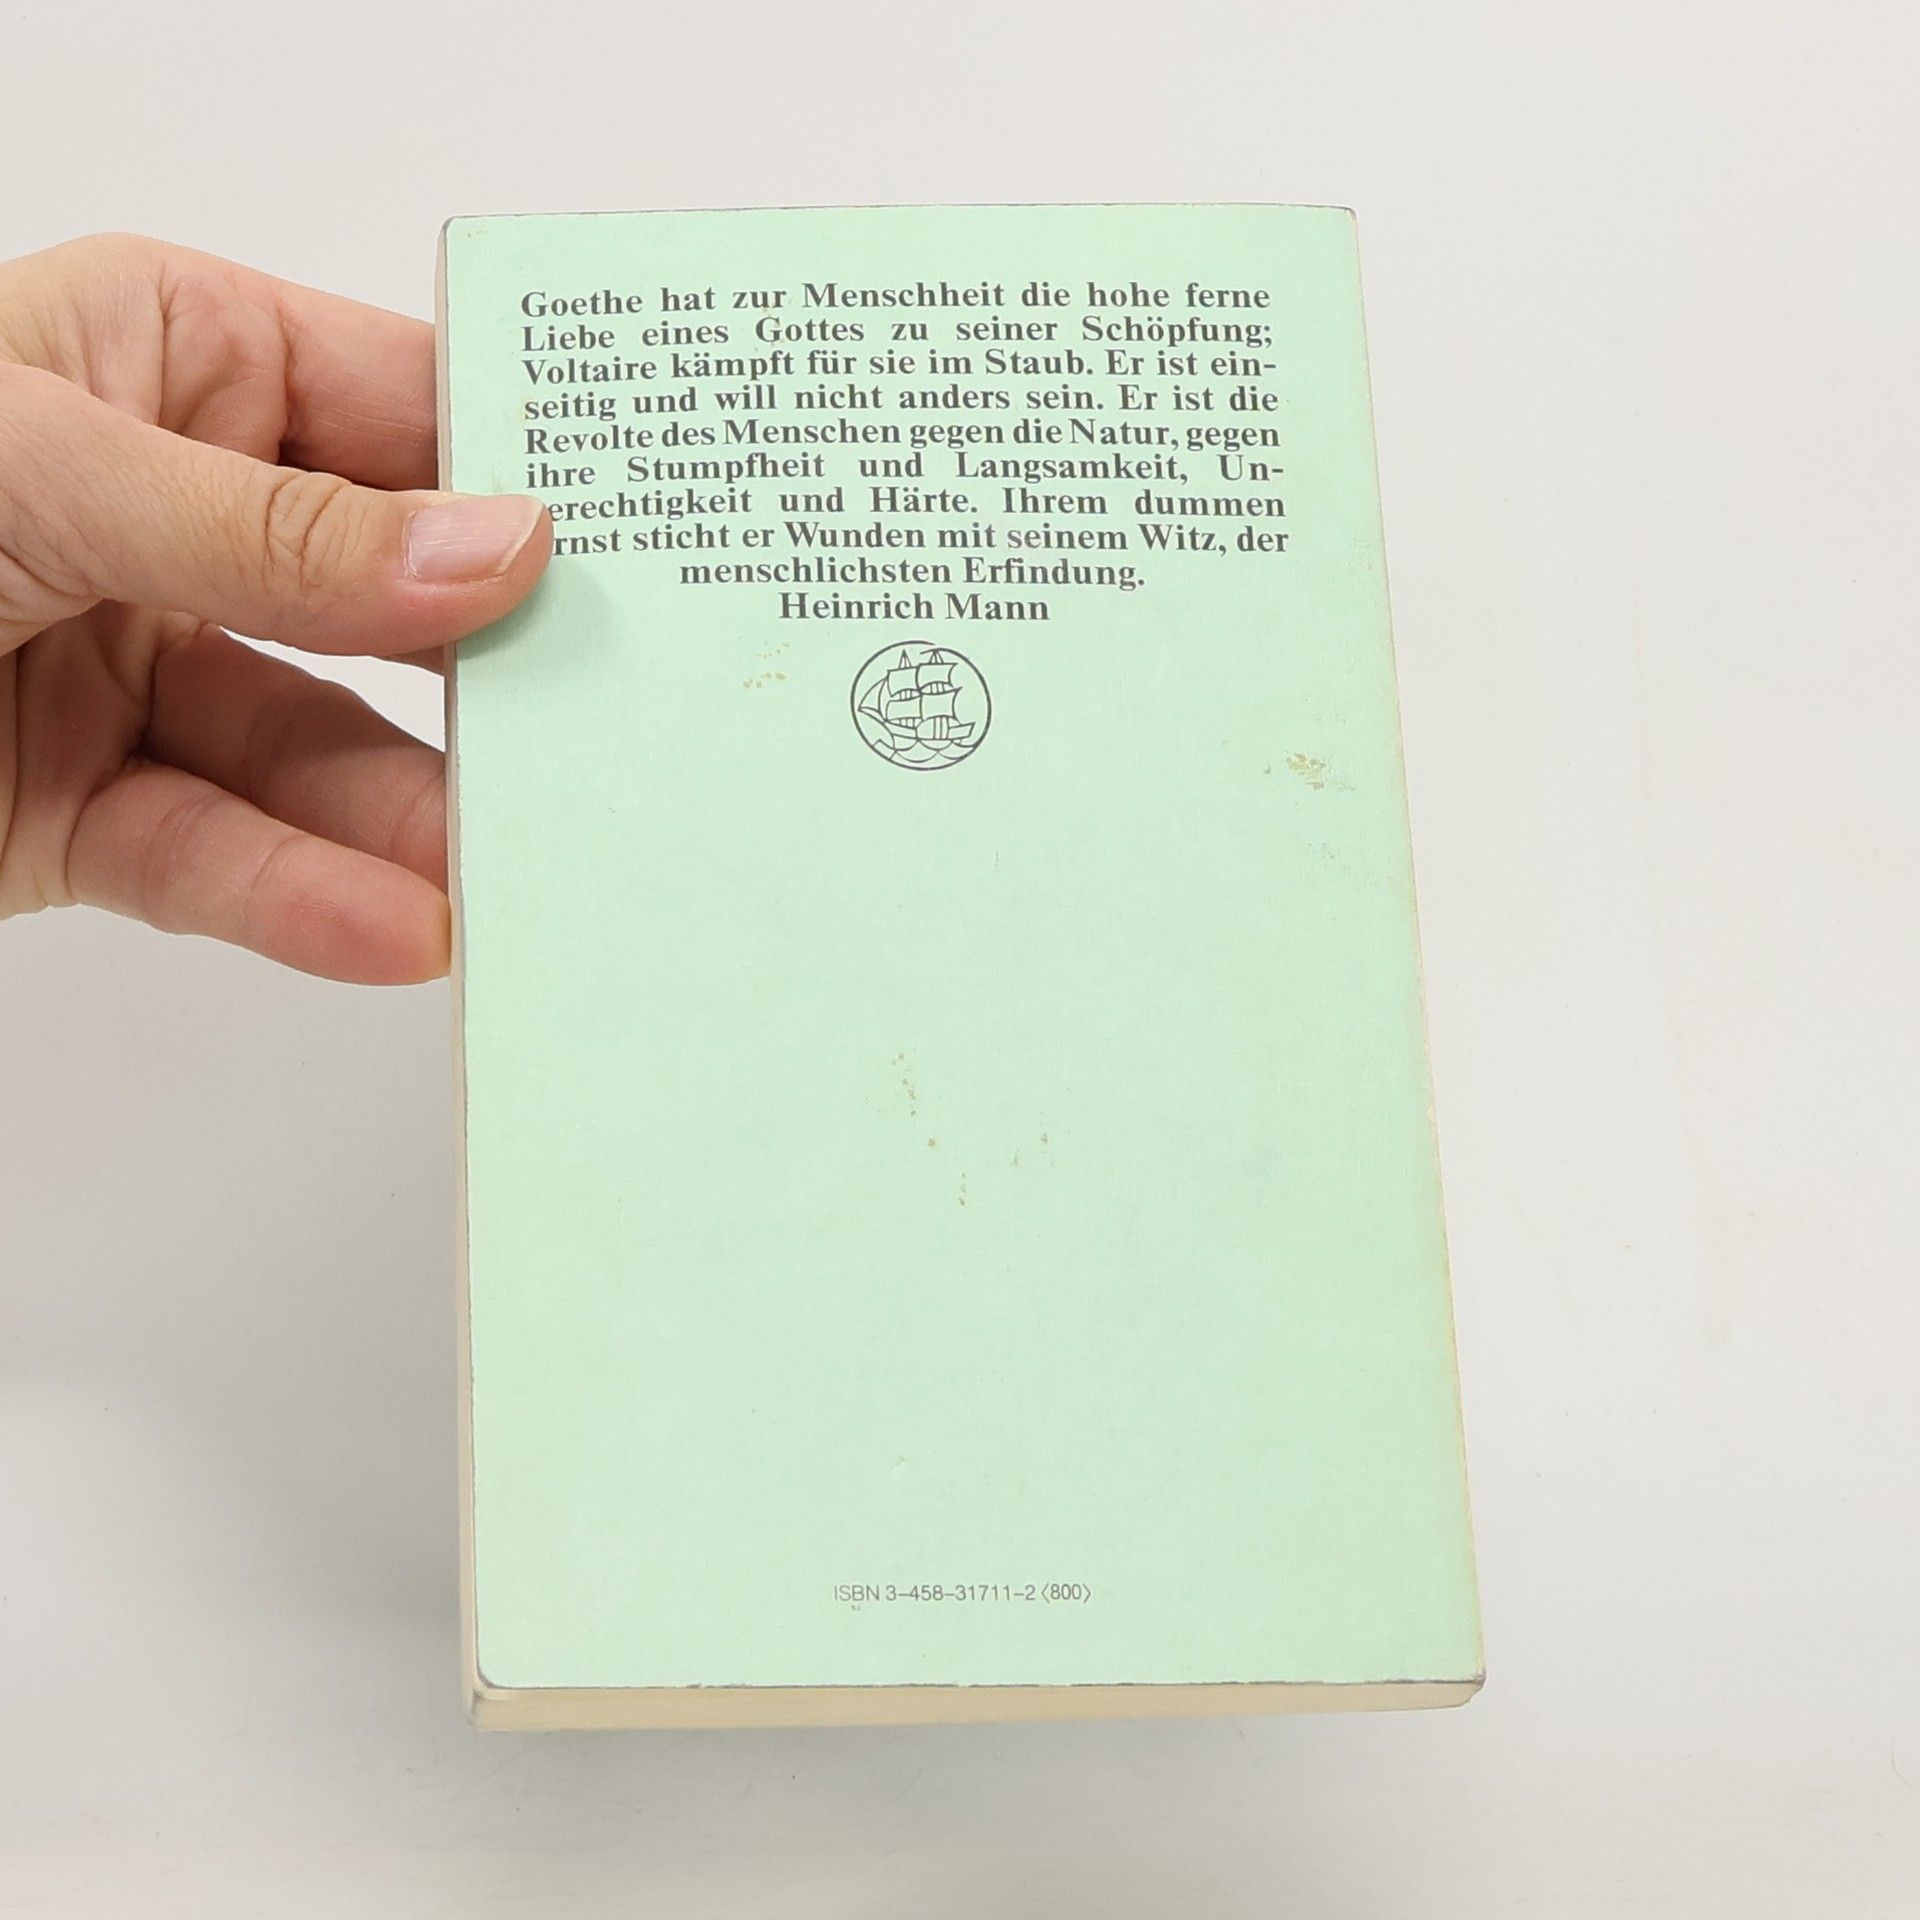 Goethe hat zur Menschheit die hohe ferne
Liebe eines Gottes zu seiner Schöpfung;
Voltaire kämpft für sie im Staub. Er ist ein-
seitig und will nicht anders sein. Er ist die
Revolte des Menschen gegen die Natur, gegen
ihre Stumpfheit und Langsamkeit, Un-
erechtigkeit und Härte. Ihrem dummen
rnst sticht er Wunden mit seinem Witz, der
menschlichsten Erfindung.
Heinrich Mann
ISBN 3-458-31711-2 〈800〉